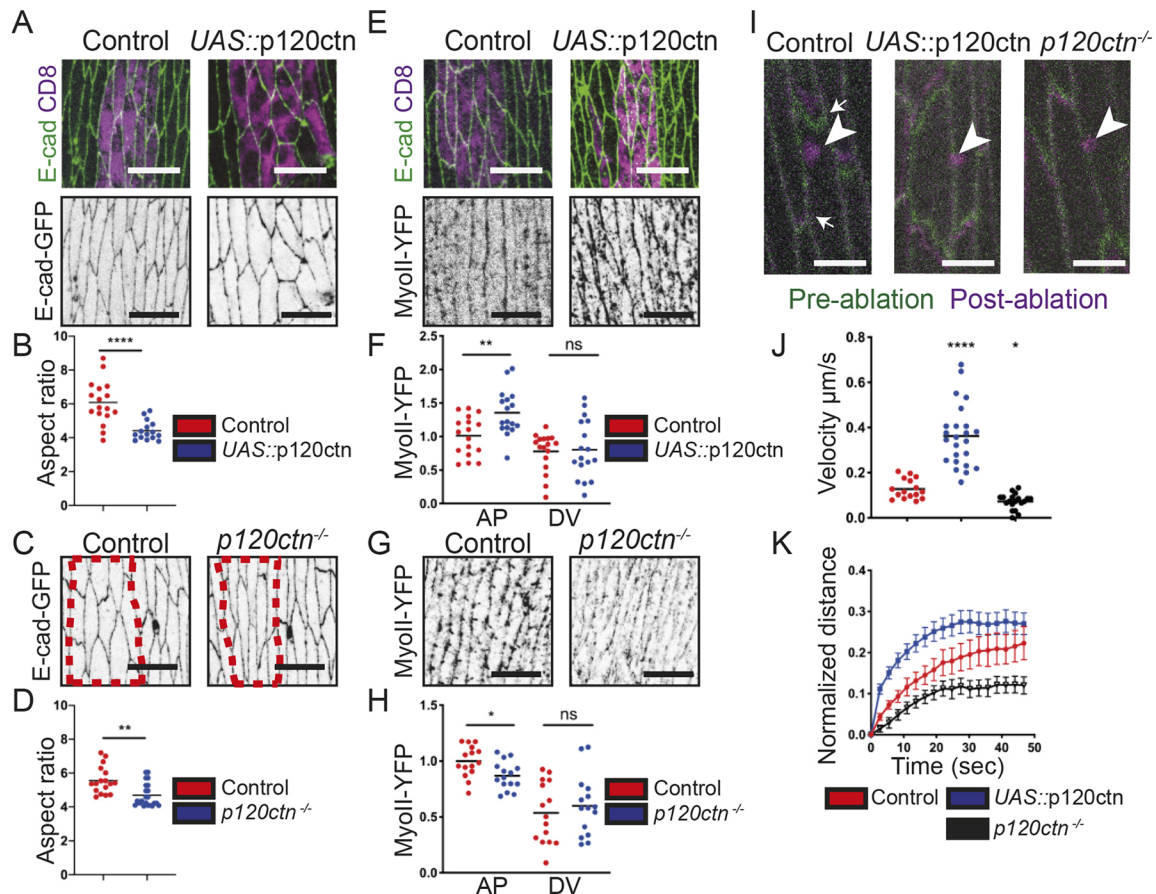 A
Control
UAS::p120ctn
E-cad CD8
E-cad-GFP
B
Aspect ratio
10
8
6
4
2
0
****
Control
UAS::p120ctn
C
Control
p120ctn-/-
E-cad-GFP
D
Aspect ratio
10
8
6
4
2
0
**
Control
p120ctn -/-
E
Control
UAS::p120ctn
E-cad CD8
MyoII-YFP
F
MyoII-YFP
2.5
2.0
1.5
1.0
0.5
0.0
**
ns
AP
DV
Control
UAS::p120ctn
G
Control
p120ctn-/-
MyoII-YFP
H
MyoII-YFP
1.5
1.0
0.5
0.0
*
ns
AP
DV
Control
p120ctn -/-
I
Control
UAS::p120ctn
p120ctn-/-
Pre-ablation
Post-ablation
J
Velocity µm/s
0.8
0.6
0.4
0.2
0.0
****
*
K
Normalized distance
0.4
0.3
0.2
0.1
0.0
0 10 20 30 40 50
Time (sec)
Control
UAS::p120ctn
p120ctn -/-